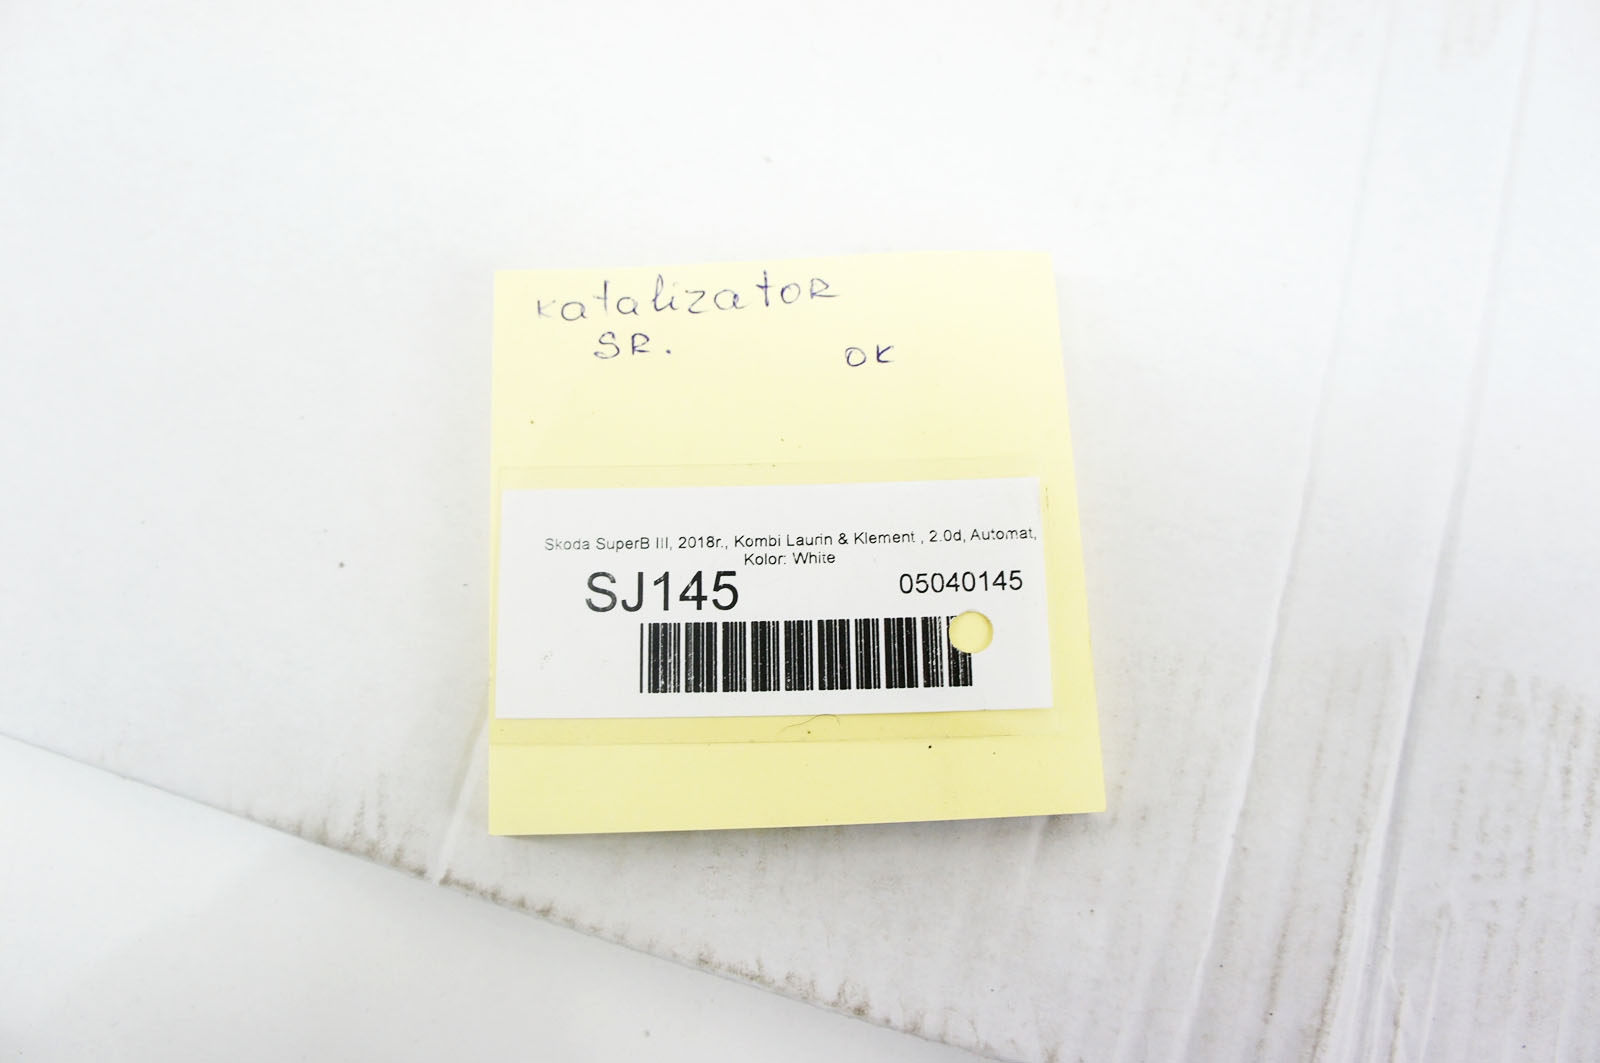 katalizator
SR. OK
Skoda SuperB III, 2018r., Kombi Laurin & Klement , 2.0d, Automat,
Kolor: White
SJ145 05040145